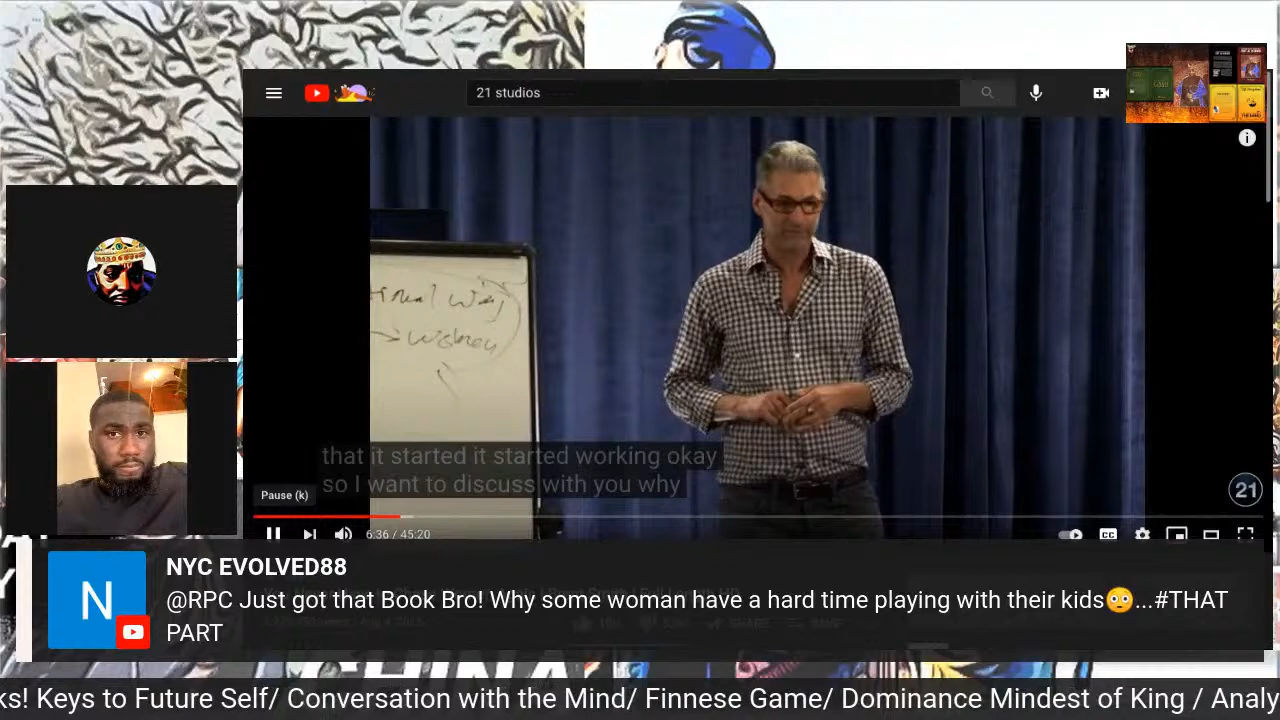 21 studios
that it started it started working okay
so I want to discuss with you why
Pause (k)
6:36 / 45:20
CC
21
N
NYC EVOLVED88
@RPC Just got that Book Bro! Why some woman have a hard time playing with their kids😳...#THAT
PART
CHINA
ks! Keys to Future Self/ Conversation with the Mind/ Finnese Game/ Dominance Mindest of King / Analy